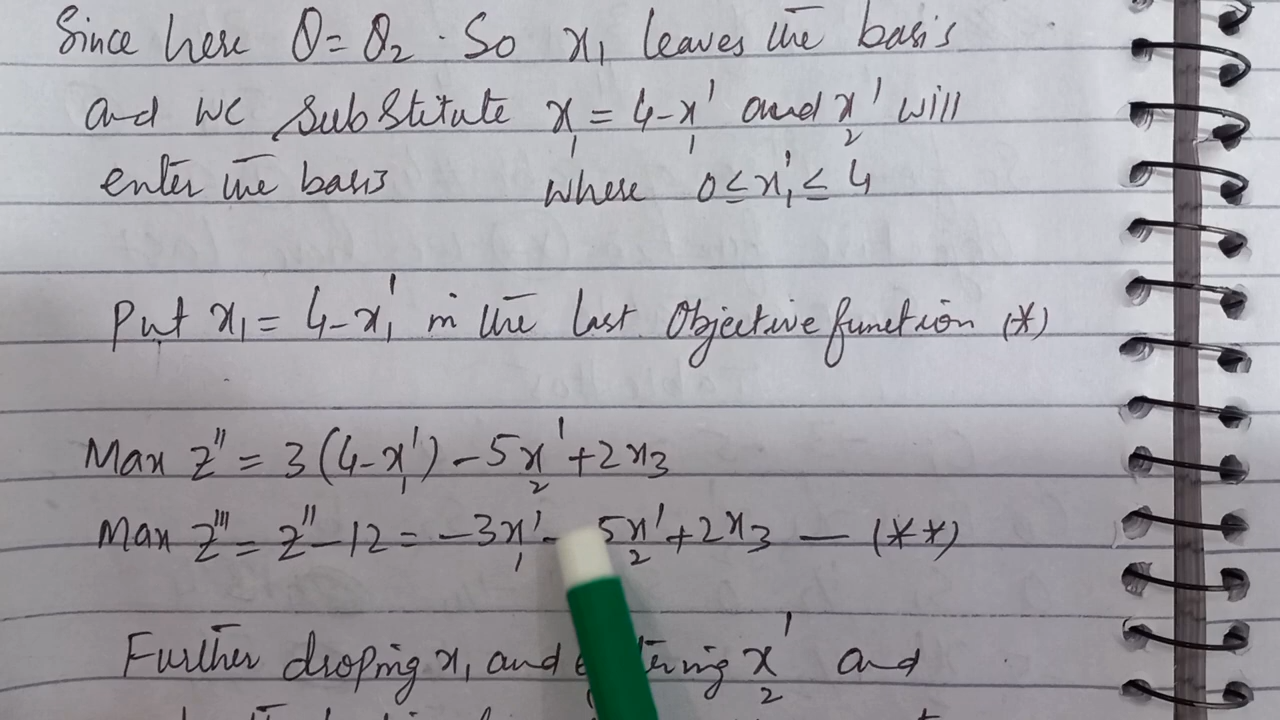 Since here θ = θ₂ . So x₁ leaves the basis
and we substitute x₁ = 4 - x₁' and x₂' will
enter the basis where 0 ≤ x₁' ≤ 4
Put x₁ = 4 - x₁' in the last Objective function (*)
Max z'' = 3(4 - x₁') - 5x₂' + 2x₃
Max z''' = z'' - 12 = -3x₁' - 5x₂' + 2x₃ — (**)
Further droping x₁ and x₂' and